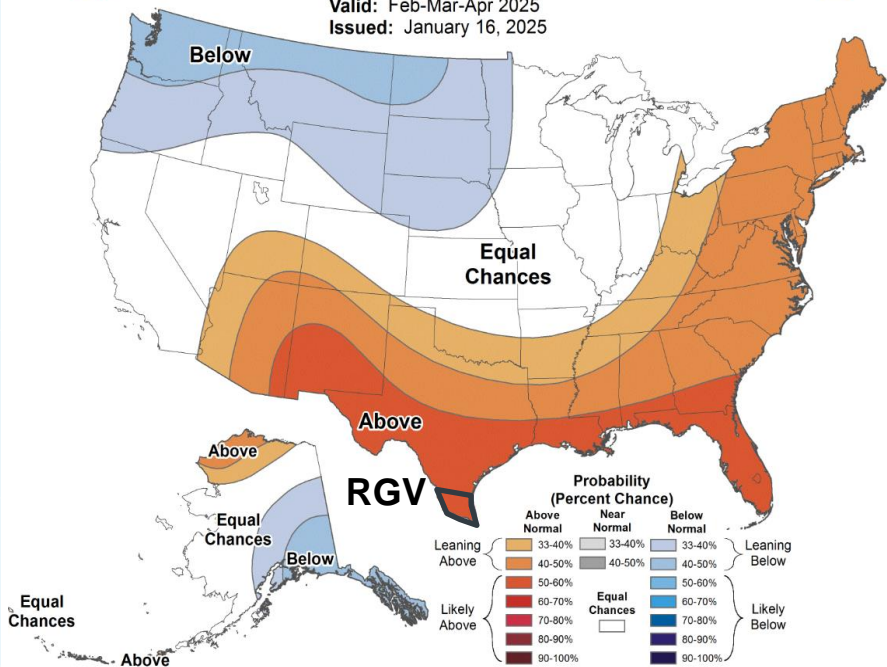 Valid: Feb-Mar-Apr 2025
Issued: January 16, 2025
Below
Equal
Chances
Above
RGV
Above
Equal
Chances
Below
Equal
Chances
Above
Probability
(Percent Chance)
Above
Normal
Near
Normal
Below
Normal
Leaning
Above
33-40%
33-40%
33-40%
Leaning
Below
40-50%
40-50%
40-50%
Likely
Above
50-60%
50-60%
60-70%
60-70%
Equal
Chances
70-80%
70-80%
Likely
Below
80-90%
80-90%
90-100%
90-100%